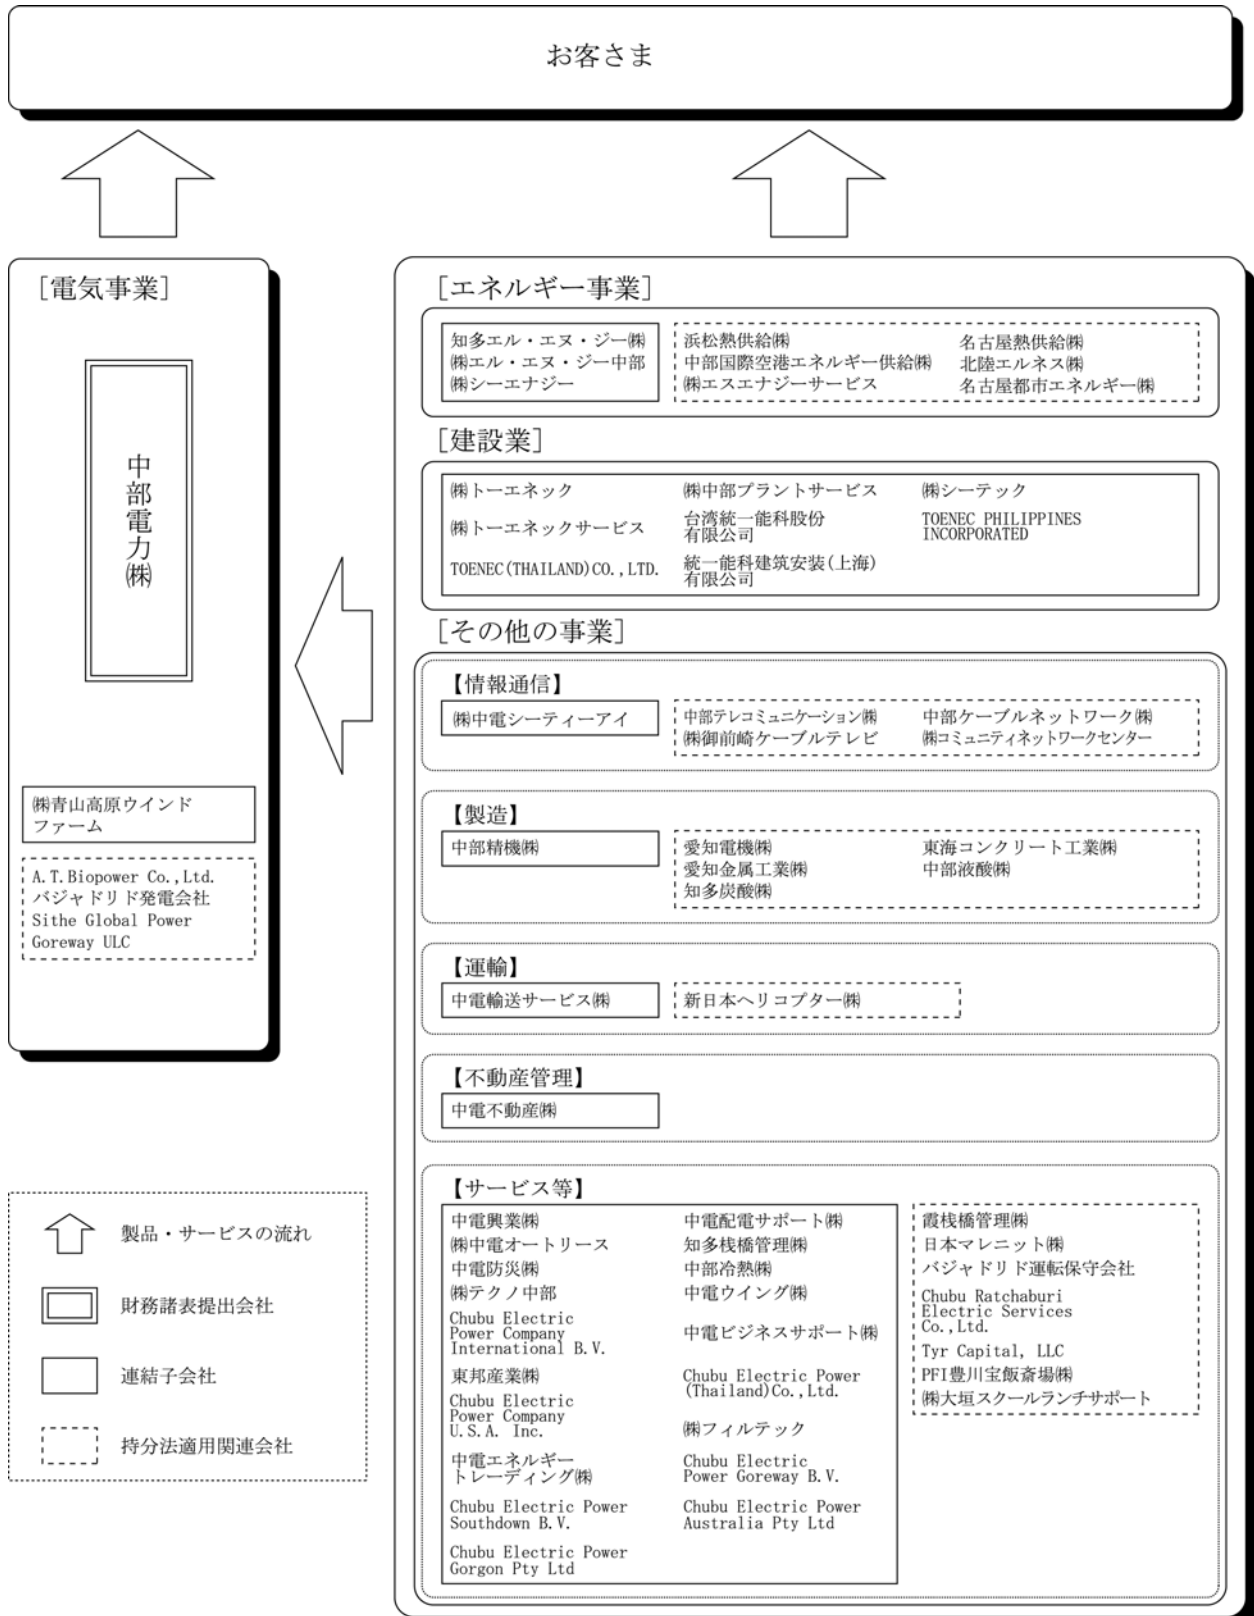 お客さま
［電気事業］
中部電力㈱
㈱青山高原ウインド
ファーム
A.T.Biopower Co.,Ltd.
バジャドリド発電会社
Sithe Global Power
Goreway ULC
［エネルギー事業］
知多エル・エヌ・ジー㈱
㈱エル・エヌ・ジー中部
㈱シーエナジー
浜松熱供給㈱
中部国際空港エネルギー供給㈱
㈱エスエナジーサービス
名古屋熱供給㈱
北陸エルネス㈱
名古屋都市エネルギー㈱
［建設業］
㈱トーエネック
㈱中部プラントサービス
㈱シーテック
㈱トーエネックサービス
台湾統一能科股份
有限公司
TOENEC PHILIPPINES
INCORPORATED
TOENEC(THAILAND)CO.,LTD.
統一能科建筑安装(上海)
有限公司
［その他の事業］
【情報通信】
㈱中電シーティーアイ
中部テレコミュニケーション㈱
㈱御前崎ケーブルテレビ
中部ケーブルネットワーク㈱
㈱コミュニティネットワークセンター
【製造】
中部精機㈱
愛知電機㈱
愛知金属工業㈱
知多炭酸㈱
東海コンクリート工業㈱
中部液酸㈱
【運輸】
中電輸送サービス㈱
新日本ヘリコプター㈱
【不動産管理】
中電不動産㈱
【サービス等】
中電興業㈱
㈱中電オートリース
中電防災㈱
㈱テクノ中部
Chubu Electric
Power Company
International B.V.
東邦産業㈱
Chubu Electric
Power Company
U.S.A. Inc.
中電エネルギー
トレーディング㈱
Chubu Electric Power
Southdown B.V.
Chubu Electric Power
Gorgon Pty Ltd
中電配電サポート㈱
知多桟橋管理㈱
中部冷熱㈱
中電ウイング㈱
中電ビジネスサポート㈱
Chubu Electric Power
(Thailand)Co.,Ltd.
㈱フィルテック
Chubu Electric
Power Goreway B.V.
Chubu Electric Power
Australia Pty Ltd
霞桟橋管理㈱
日本マレニット㈱
バジャドリド運転保守会社
Chubu Ratchaburi
Electric Services
Co.,Ltd.
Tyr Capital, LLC
PFI豊川宝飯斎場㈱
㈱大垣スクールランチサポート
製品・サービスの流れ
財務諸表提出会社
連結子会社
持分法適用関連会社